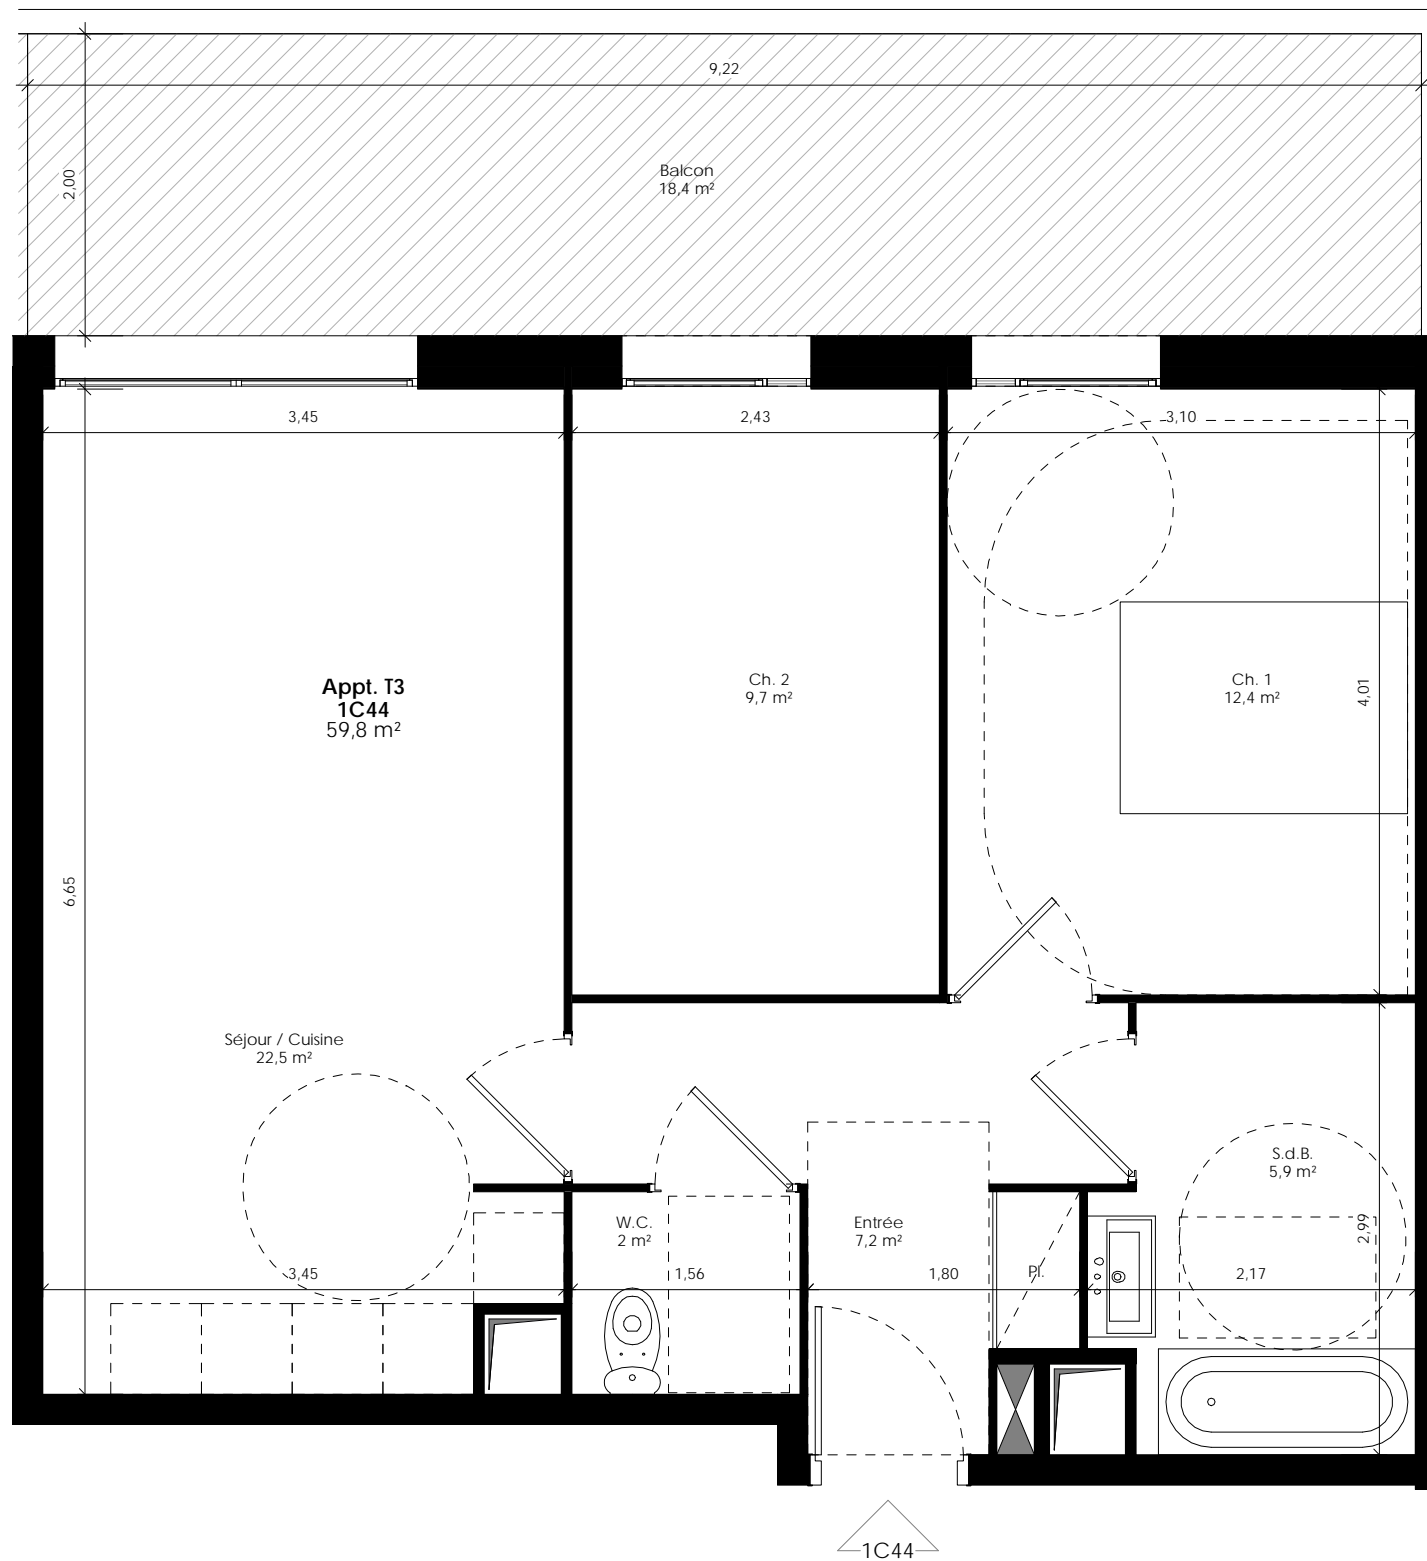 9,22
2,00
Balcon
18,4 m²
3,45
2,43
3,10
Appt. T3
1C44
59,8 m²
Ch. 2
9,7 m²
Ch. 1
12,4 m²
4,01
6,65
Séjour / Cuisine
22,5 m²
S.d.B.
5,9 m²
W.C.
2 m²
Entrée
7,2 m²
2,99
3,45
1,56
1,80
Pl.
2,17
1C44